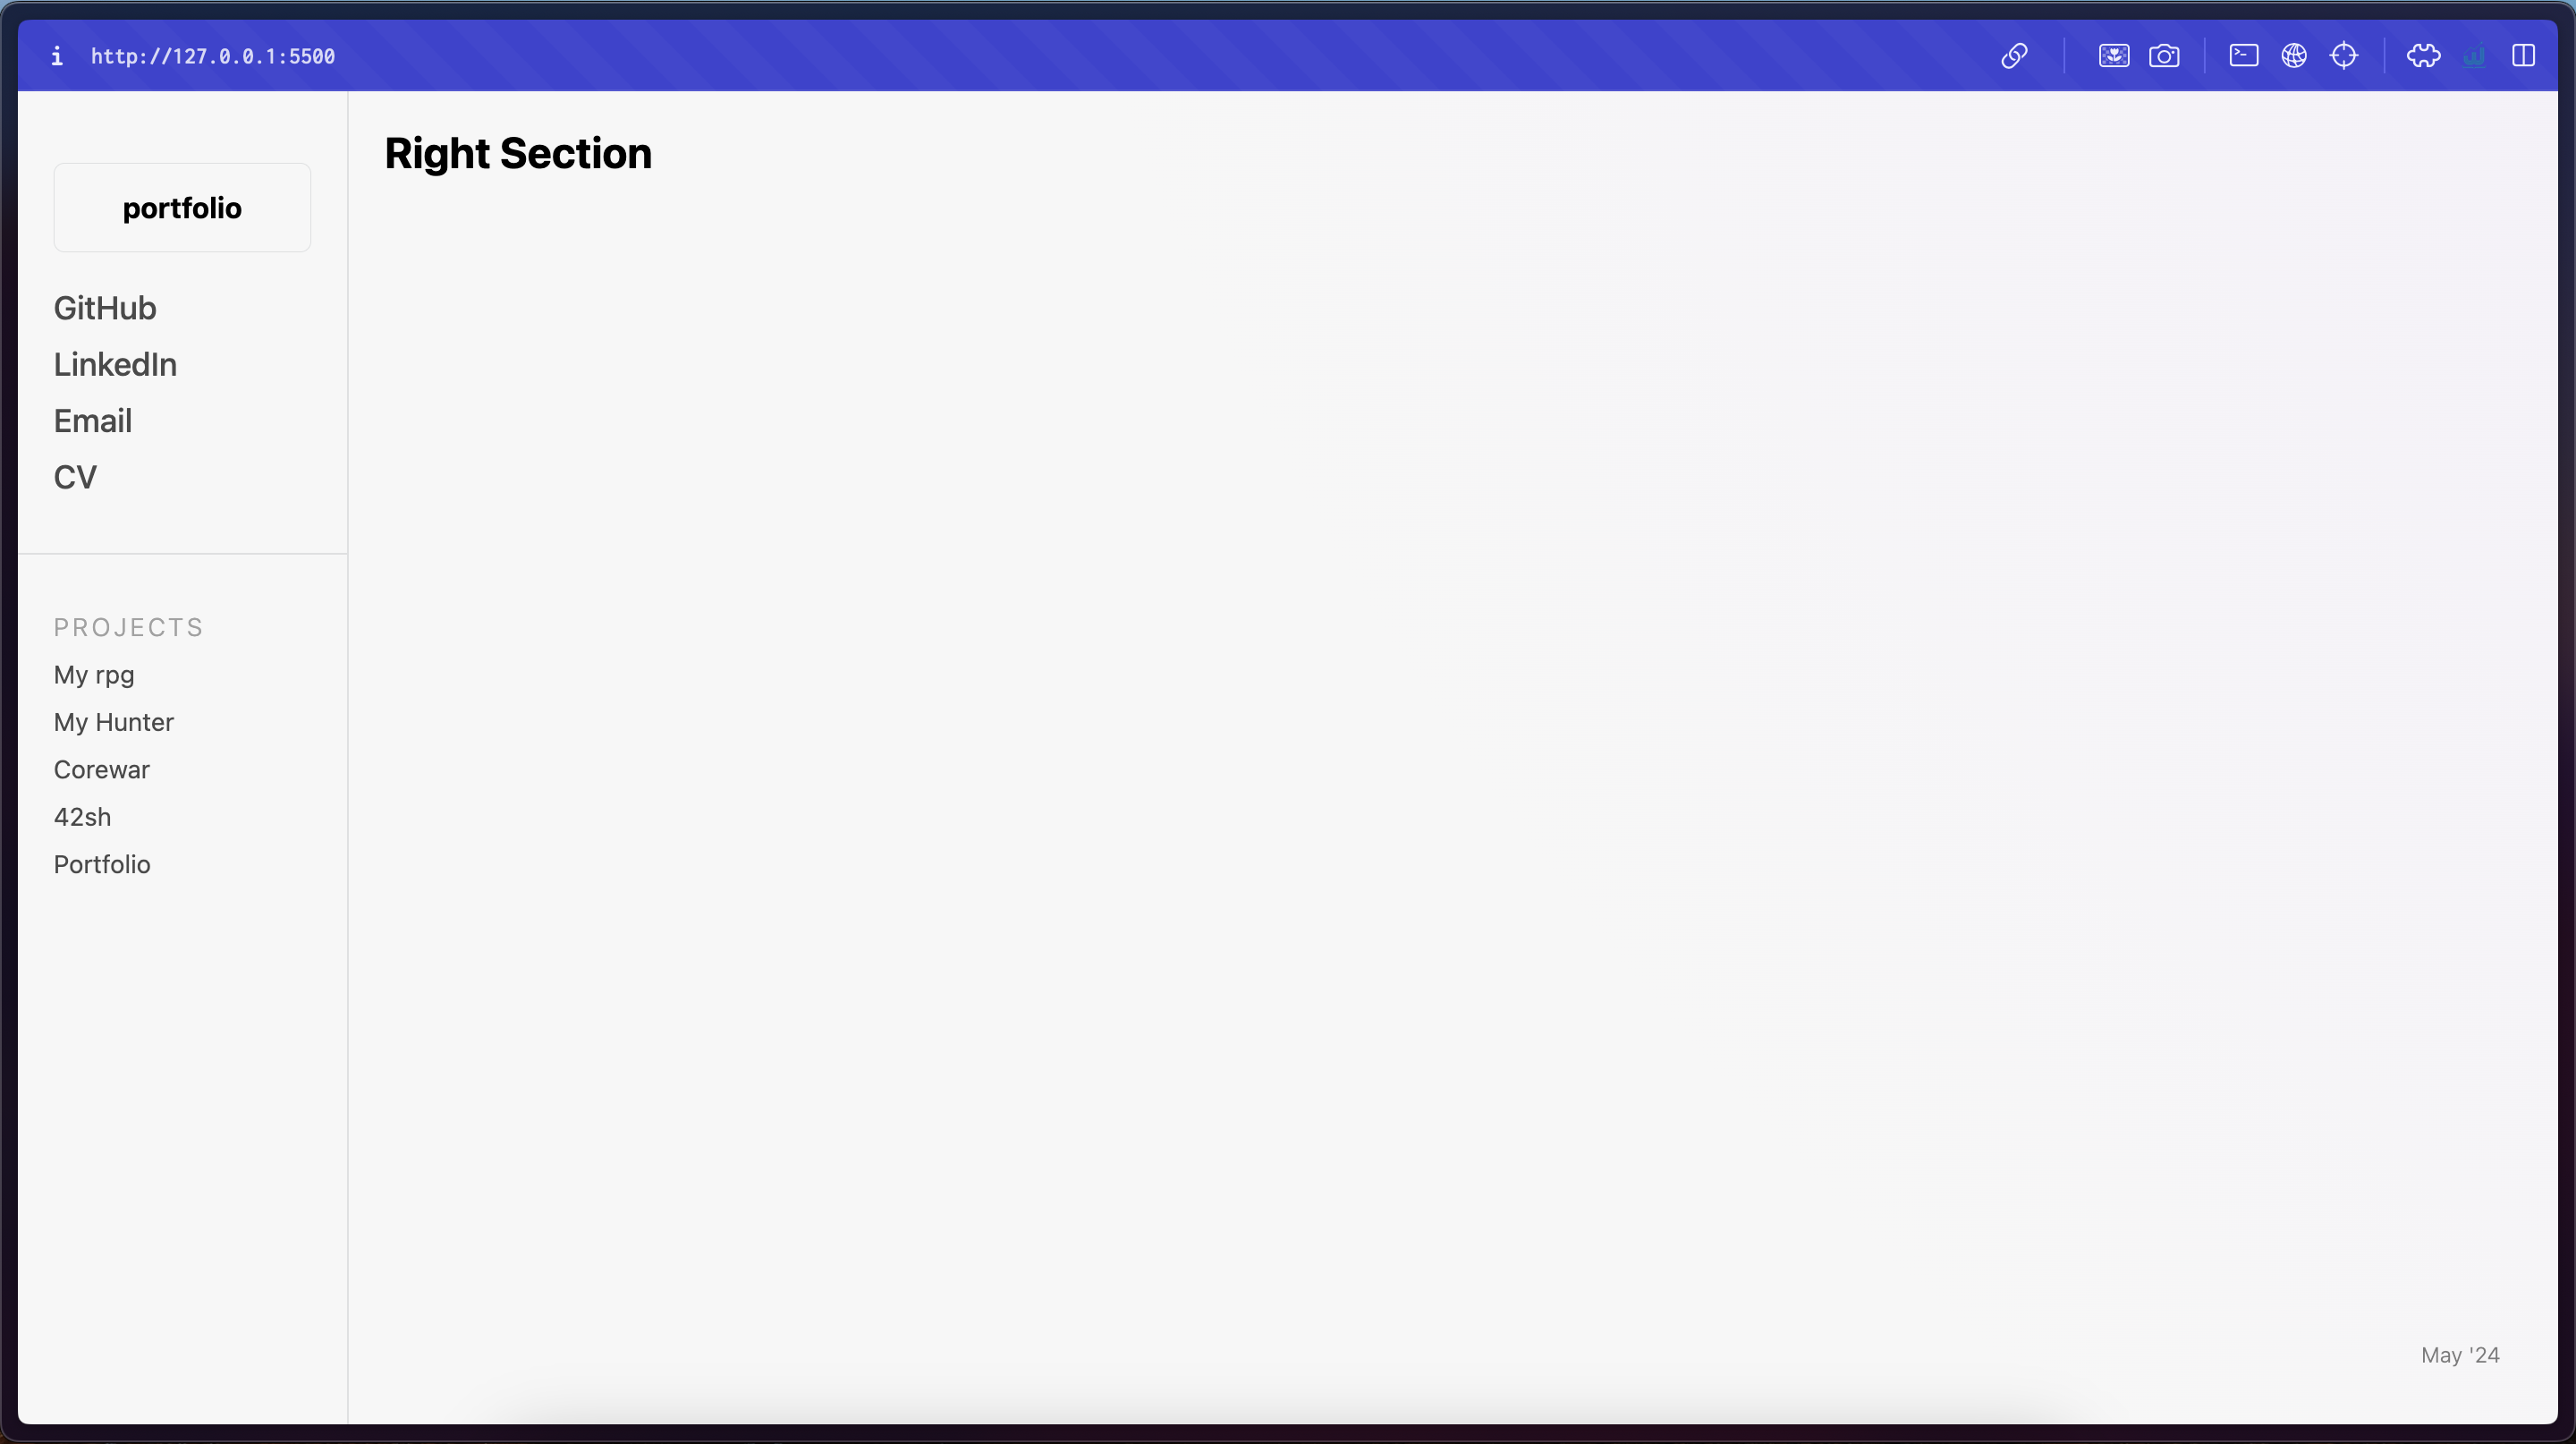 http://127.0.0.1:5500
portfolio
GitHub
LinkedIn
Email
CV
PROJECTS
My rpg
My Hunter
Corewar
42sh
Portfolio
Right Section
May '24